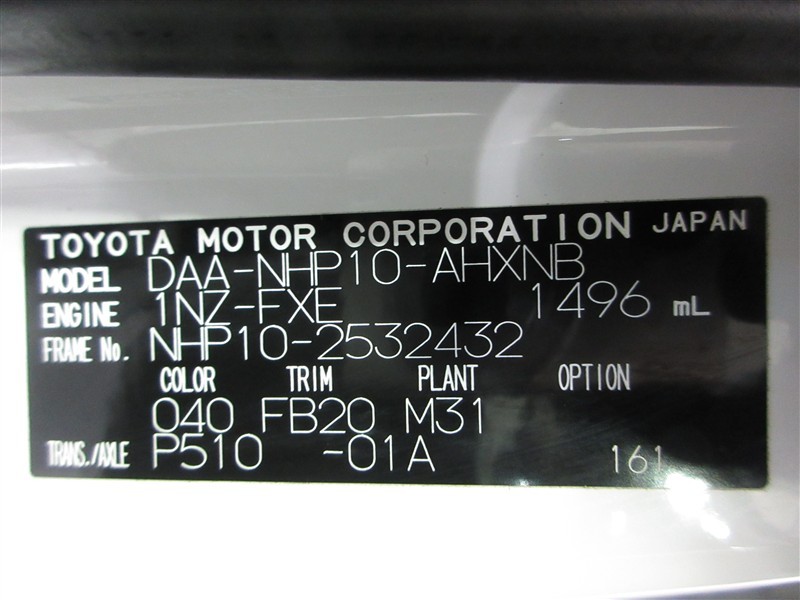 TOYOTA MOTOR CORPORATION JAPAN
MODEL DAA-NHP10-AHXNB
ENGINE 1NZ-FXE 1496 mL
FRAME No. NHP10-2532432
COLOR TRIM PLANT OPTION
040 FB20 M31
TRANS./AXLE P510 -01A 161